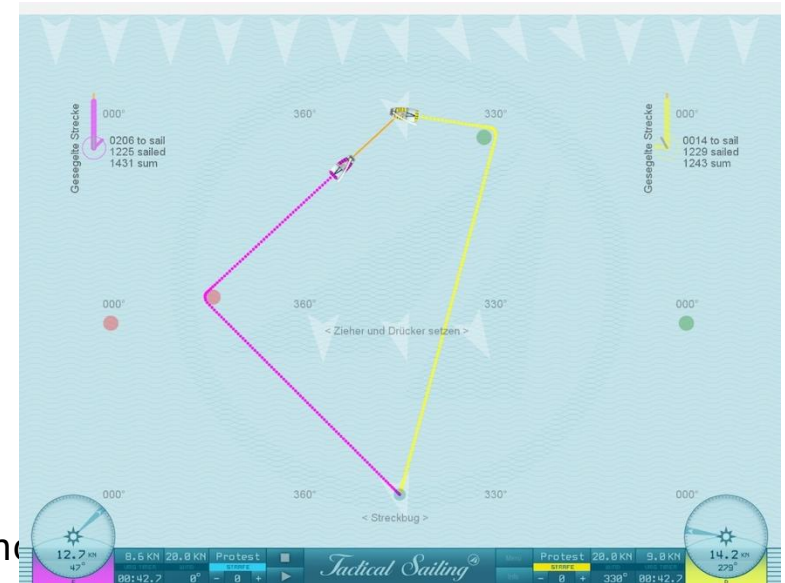 000° 360° 330° 000°
Gesegelte Strecke
0206 to sail
1225 sailed
1431 sum
Gesegelte Strecke
0014 to sail
1229 sailed
1243 sum
000° 360° 330° 000°
< Zieher und Drücker setzen >
000° 360° 330° 000°
< Streckbug >
12.7 KN
47°
8.6 KN 20.0 KN Protest
STRAFE
00:42.7 0° - 0 +
Tactical Sailing
Protest 20.0 KN 9.0 KN
STRAFE
- 0 + 330° 00:42.7
14.2 KN
279°